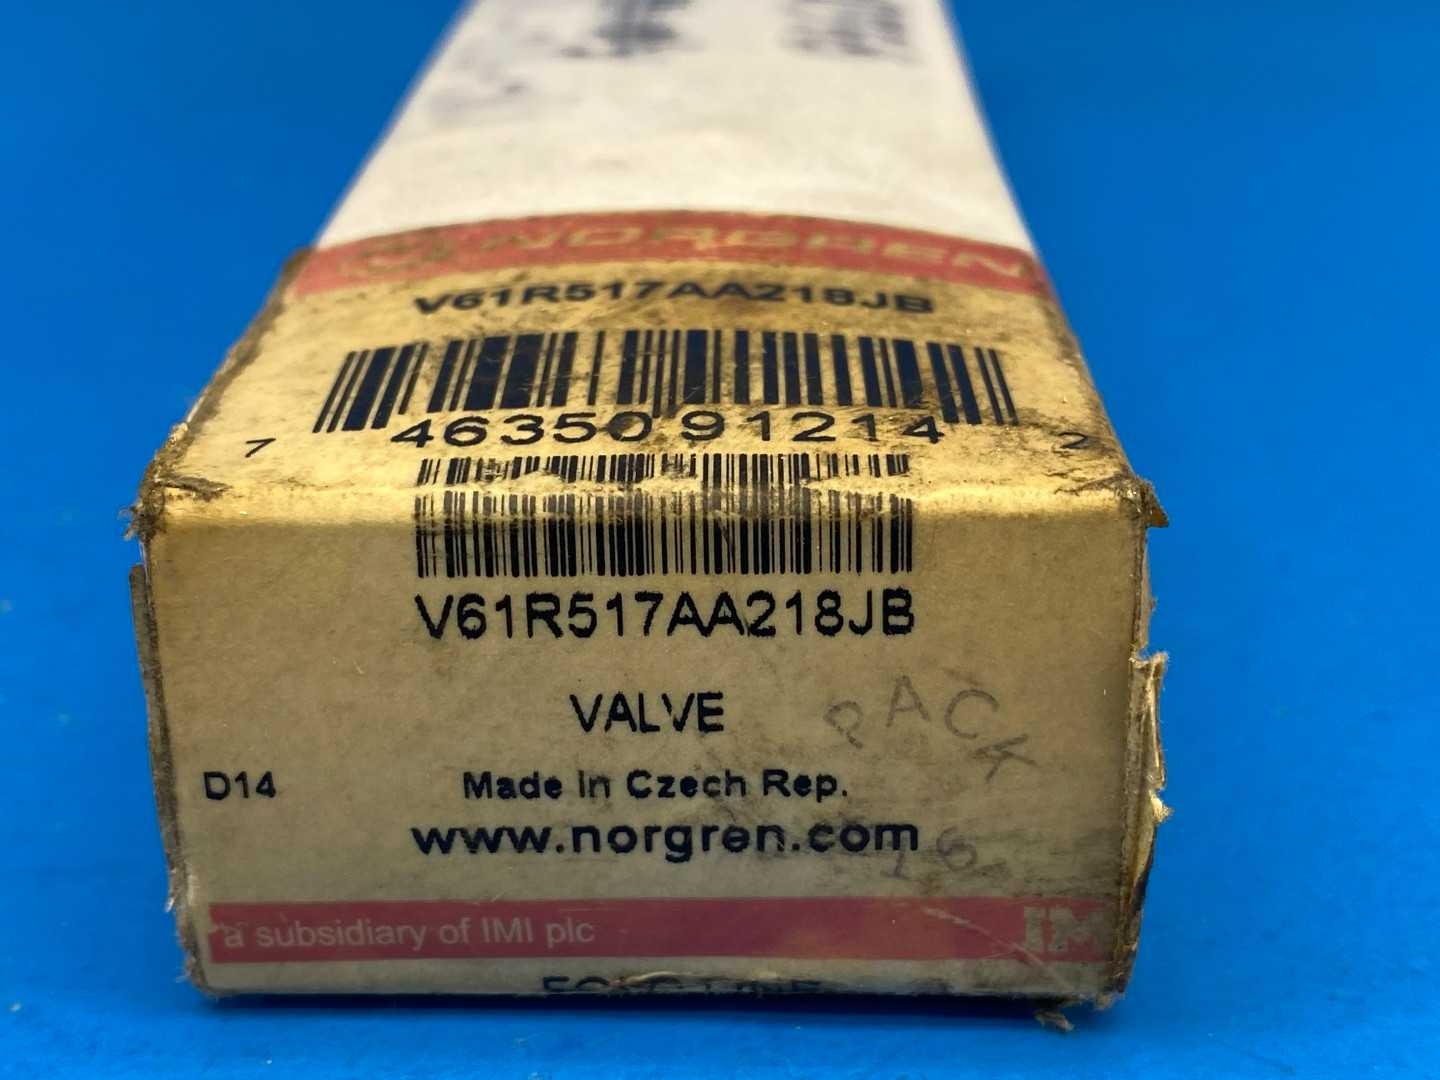 NORGREN
V61R517AA218JB
7 46350 91214 2
V61R517AA218JB
VALVE
PACK
D14
Made In Czech Rep.
www.norgren.com
16
a subsidiary of IMI plc
IMI